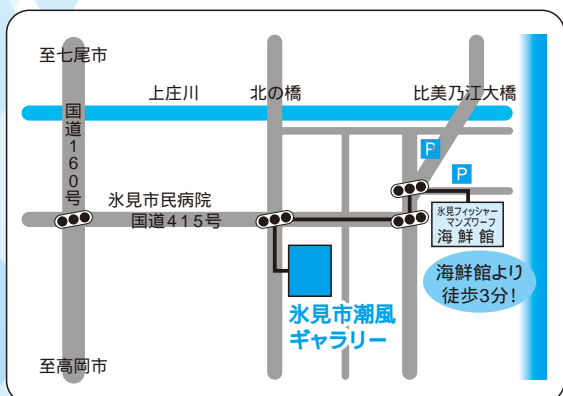 至七尾市
上庄川
北の橋
比美乃江大橋
国道160号
P
P
氷見市民病院
国道415号
氷見フィッシャー
マンズワーフ
海鮮館
海鮮館より
徒歩3分!
氷見市潮風
ギャラリー
至高岡市